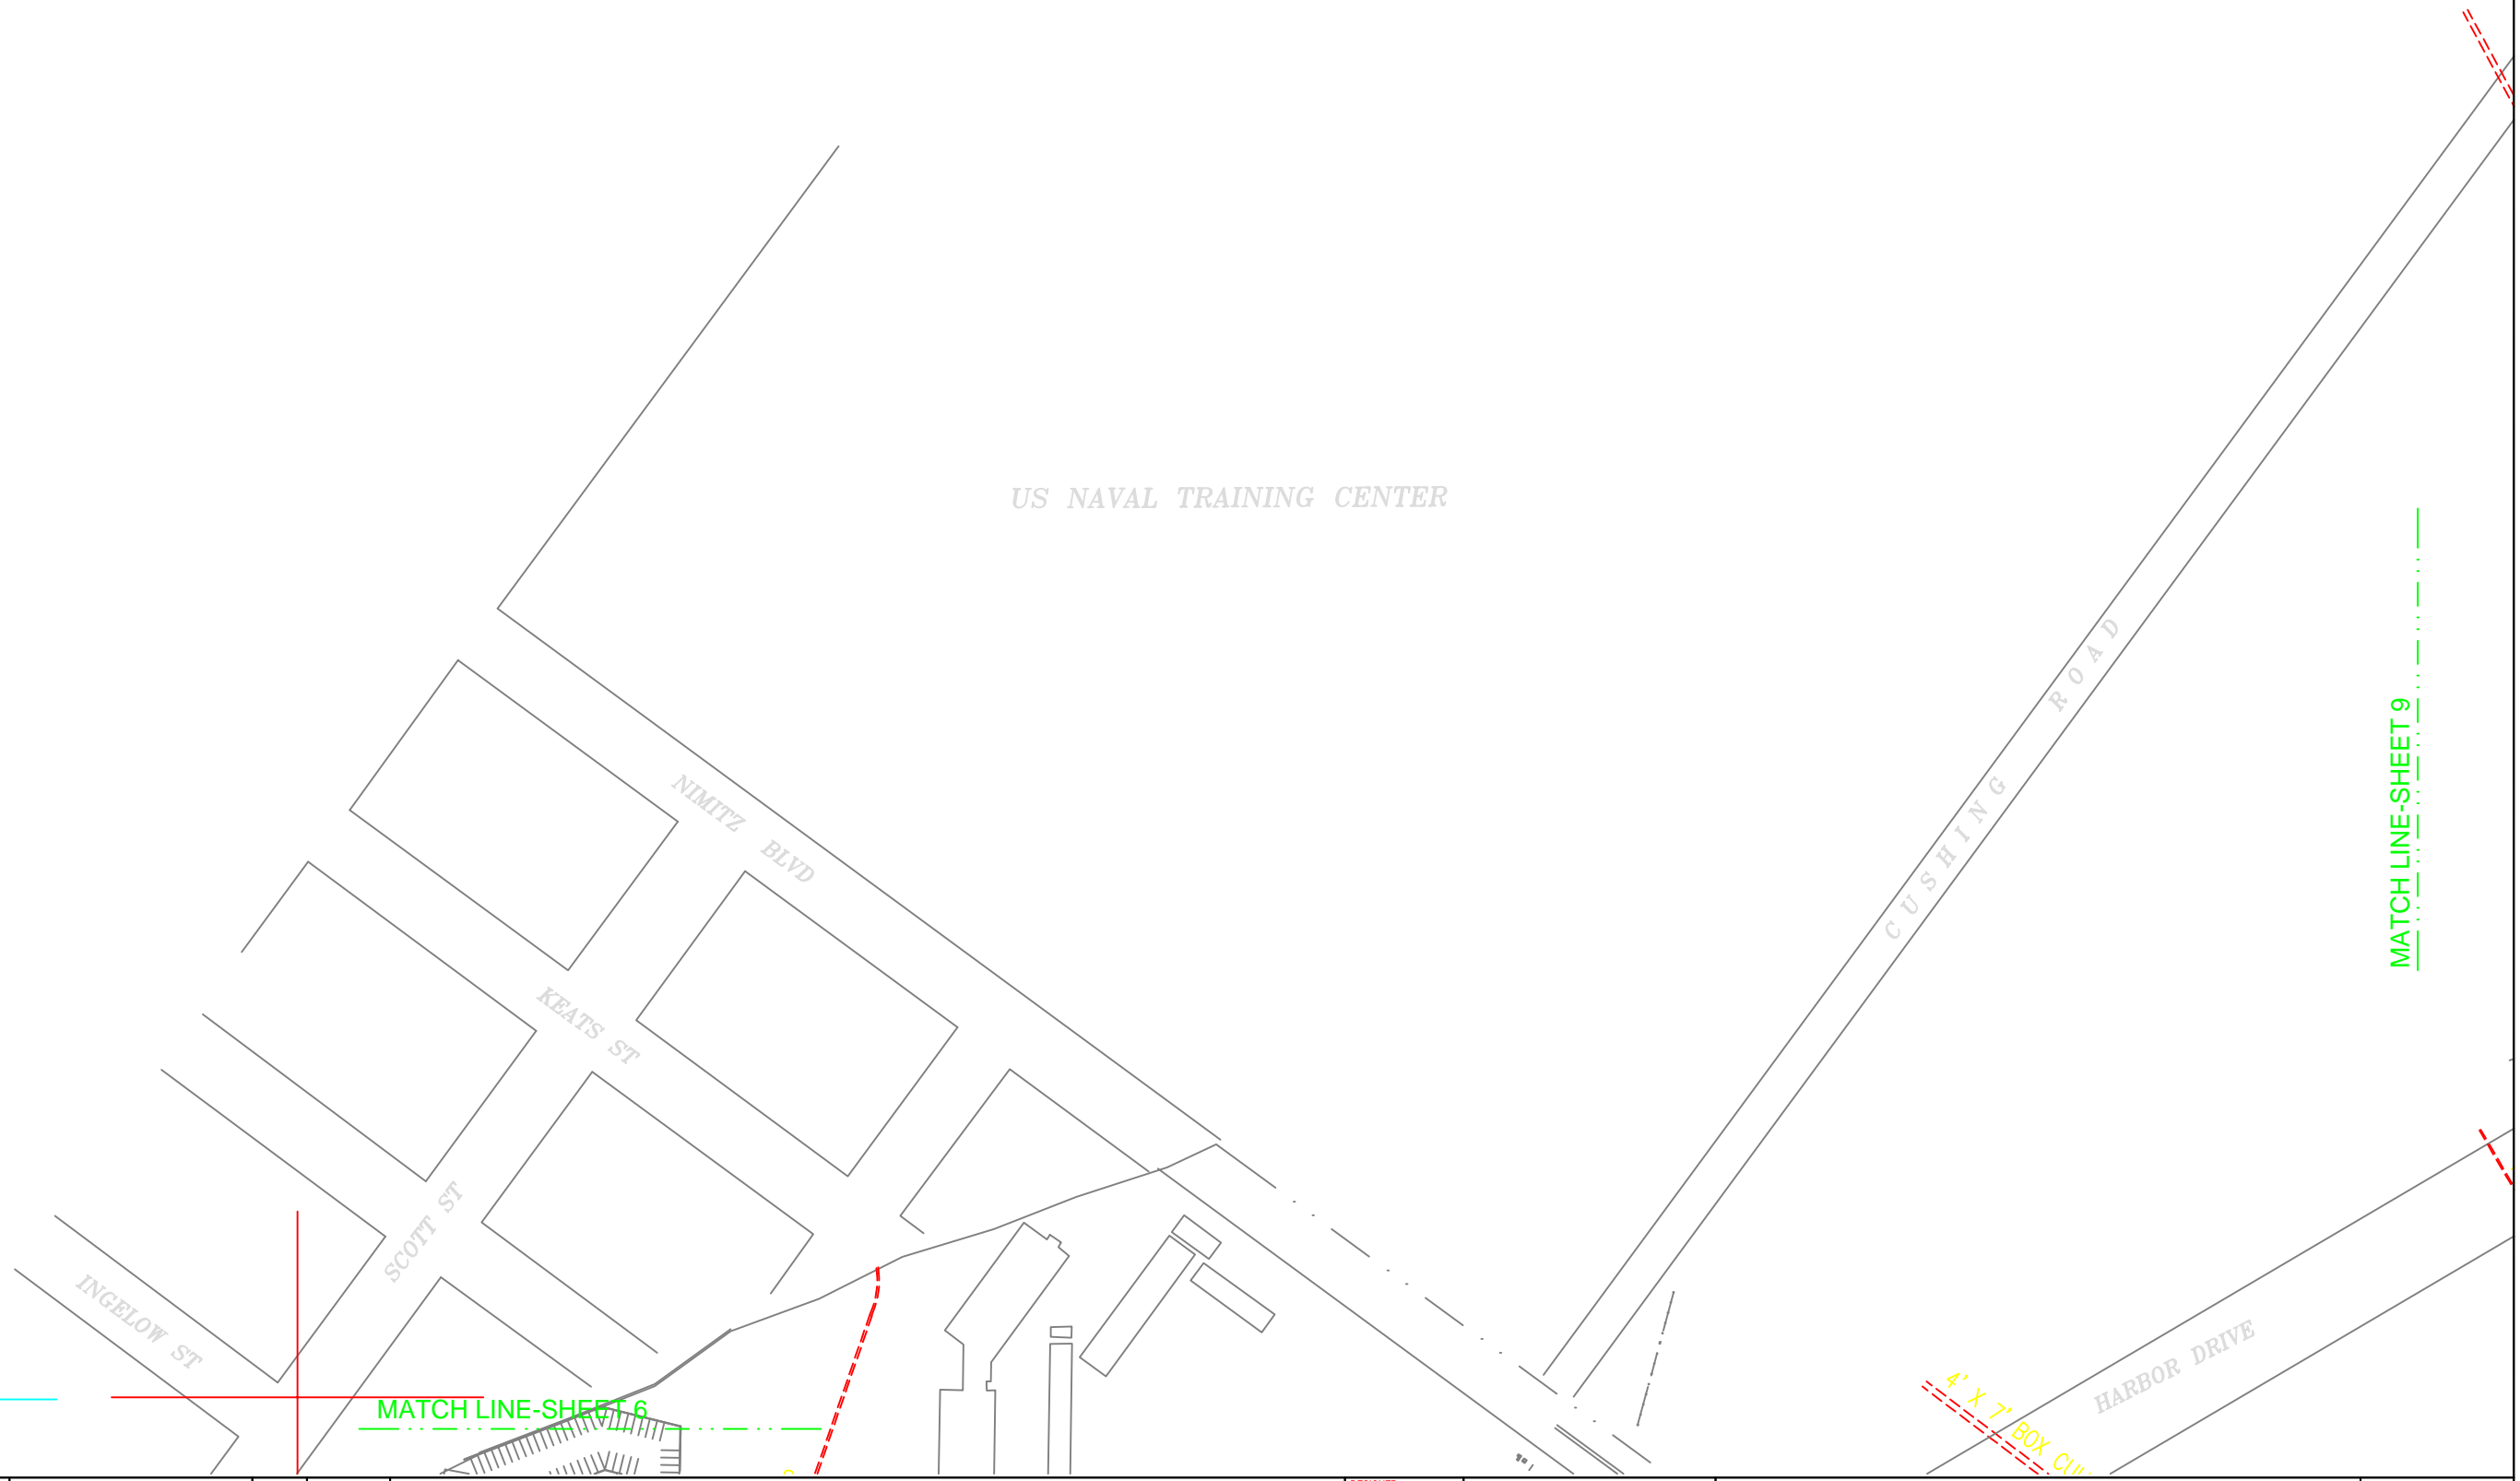 US NAVAL TRAINING CENTER
CUSHING ROAD
MATCH LINE-SHEET 9
NIMITZ BLVD
KEATS ST
SCOTT ST
INGELOW ST
HARBOR DRIVE
4' X 7' BOX
MATCH LINE-SHEET 6